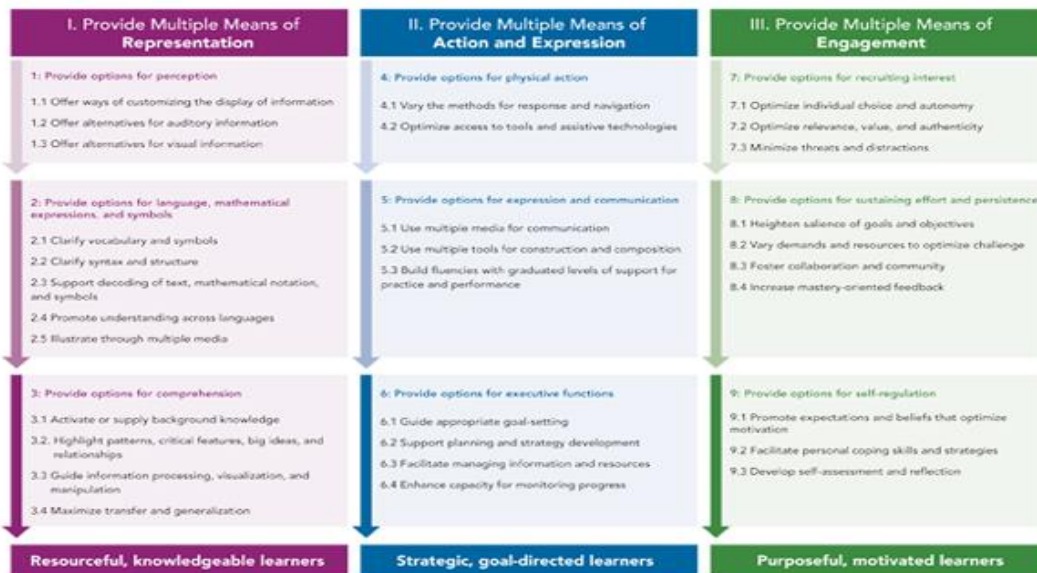 I. Provide Multiple Means of
Representation
1: Provide options for perception
1.1 Offer ways of customizing the display of information
1.2 Offer alternatives for auditory information
1.3 Offer alternatives for visual information
2: Provide options for language, mathematical
expressions, and symbols
2.1 Clarify vocabulary and symbols
2.2 Clarify syntax and structure
2.3 Support decoding of text, mathematical notation,
and symbols
2.4 Promote understanding across languages
2.5 Illustrate through multiple media
3: Provide options for comprehension
3.1 Activate or supply background knowledge
3.2. Highlight patterns, critical features, big ideas, and
relationships
3.3 Guide information processing, visualization, and
manipulation
3.4 Maximize transfer and generalization
Resourceful, knowledgeable learners
II. Provide Multiple Means of
Action and Expression
4: Provide options for physical action
4.1 Vary the methods for response and navigation
4.2 Optimize access to tools and assistive technologies
5: Provide options for expression and communication
5.1 Use multiple media for communication
5.2 Use multiple tools for construction and composition
5.3 Build fluencies with graduated levels of support for
practice and performance
6: Provide options for executive functions
6.1 Guide appropriate goal-setting
6.2 Support planning and strategy development
6.3 Facilitate managing information and resources
6.4 Enhance capacity for monitoring progress
Strategic, goal-directed learners
III. Provide Multiple Means of
Engagement
7: Provide options for recruiting interest
7.1 Optimize individual choice and autonomy
7.2 Optimize relevance, value, and authenticity
7.3 Minimize threats and distractions
8: Provide options for sustaining effort and persistence
8.1 Heighten salience of goals and objectives
8.2 Vary demands and resources to optimize challenge
8.3 Foster collaboration and community
8.4 Increase mastery-oriented feedback
9: Provide options for self-regulation
9.1 Promote expectations and beliefs that optimize
motivation
9.2 Facilitate personal coping skills and strategies
9.3 Develop self-assessment and reflection
Purposeful, motivated learners